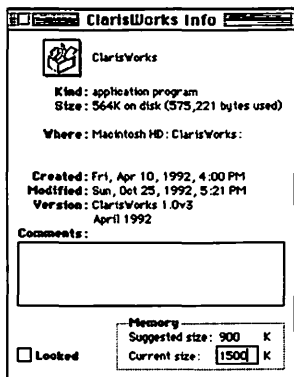 ClarisWorks Info
ClarisWorks
Kind: application program
Size: 564K on disk (575,221 bytes used)
Where: Macintosh HD: ClarisWorks:
Created: Fri, Apr 10, 1992, 4:00 PM
Modified: Sun, Oct 25, 1992, 5:21 PM
Version: ClarisWorks 1.0v3
April 1992
Comments:
Memory
Suggested size: 900 K
Locked
Current size: 1500 K